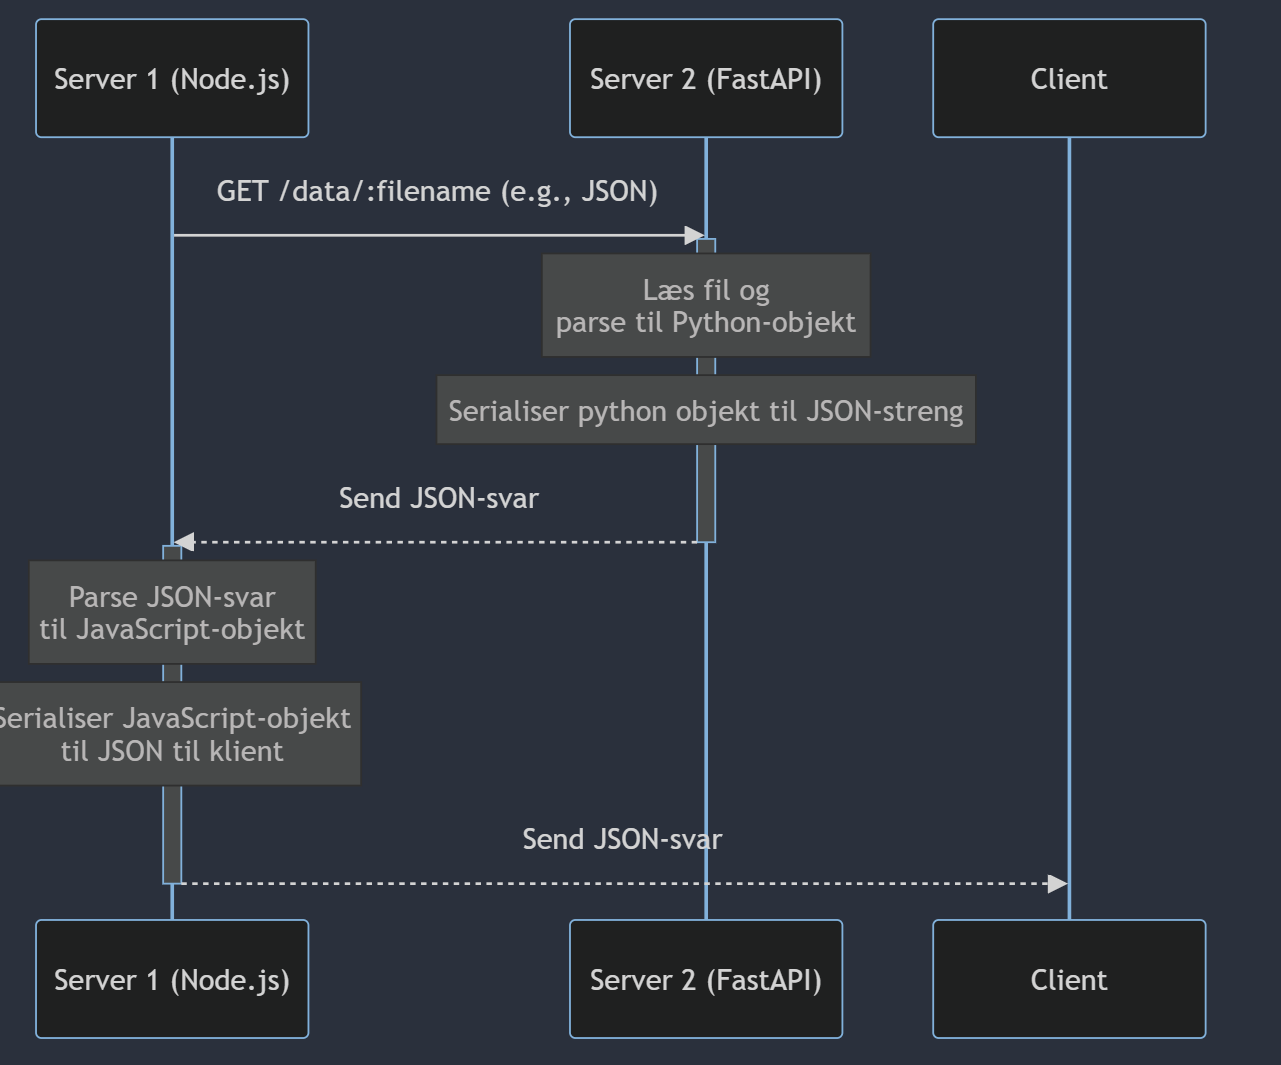 Server 1 (Node.js)
Server 2 (FastAPI)
Client
GET /data/:filename (e.g., JSON)
Læs fil og
parse til Python-objekt
Serialiser python objekt til JSON-streng
Send JSON-svar
Parse JSON-svar
til JavaScript-objekt
Serialiser JavaScript-objekt
til JSON til klient
Send JSON-svar
Server 1 (Node.js)
Server 2 (FastAPI)
Client